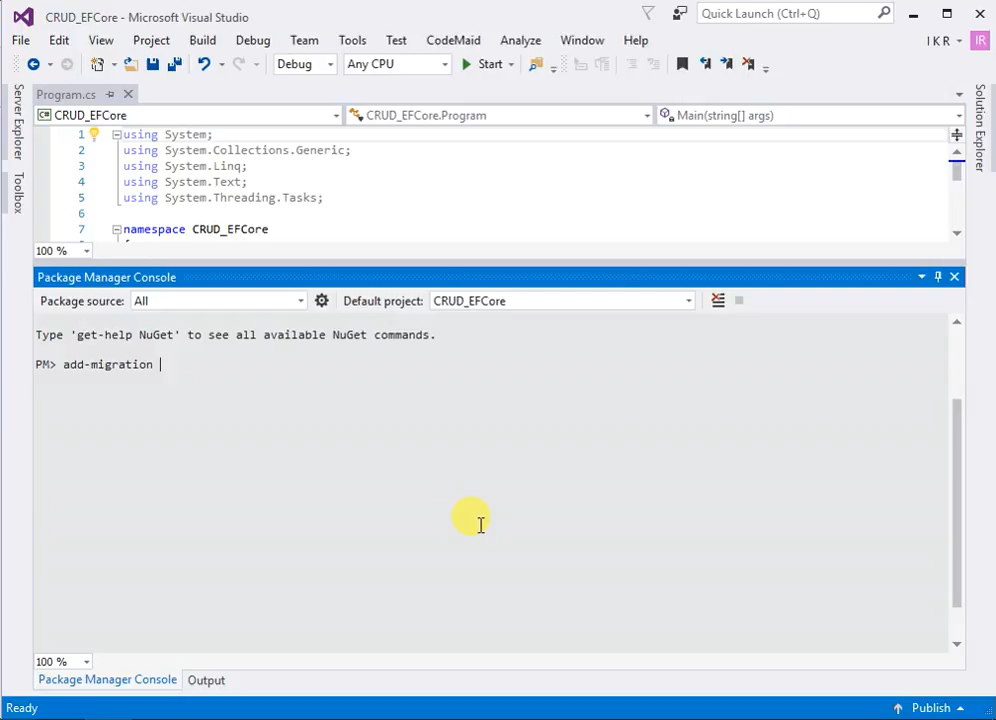 CRUD_EFCore - Microsoft Visual Studio
Quick Launch (Ctrl+Q)
File Edit View Project Build Debug Team Tools Test CodeMaid Analyze Window Help
I K R
IR
Debug Any CPU Start
Server Explorer
Toolbox
Solution Explorer
Program.cs
CRUD_EFCore CRUD_EFCore.Program Main(string[] args)
1 using System;
2 using System.Collections.Generic;
3 using System.Linq;
4 using System.Text;
5 using System.Threading.Tasks;
6
7 namespace CRUD_EFCore
100 %
Package Manager Console
Package source: All Default project: CRUD_EFCore
Type 'get-help NuGet' to see all available NuGet commands.
PM> add-migration
100 %
Package Manager Console Output
Ready Publish